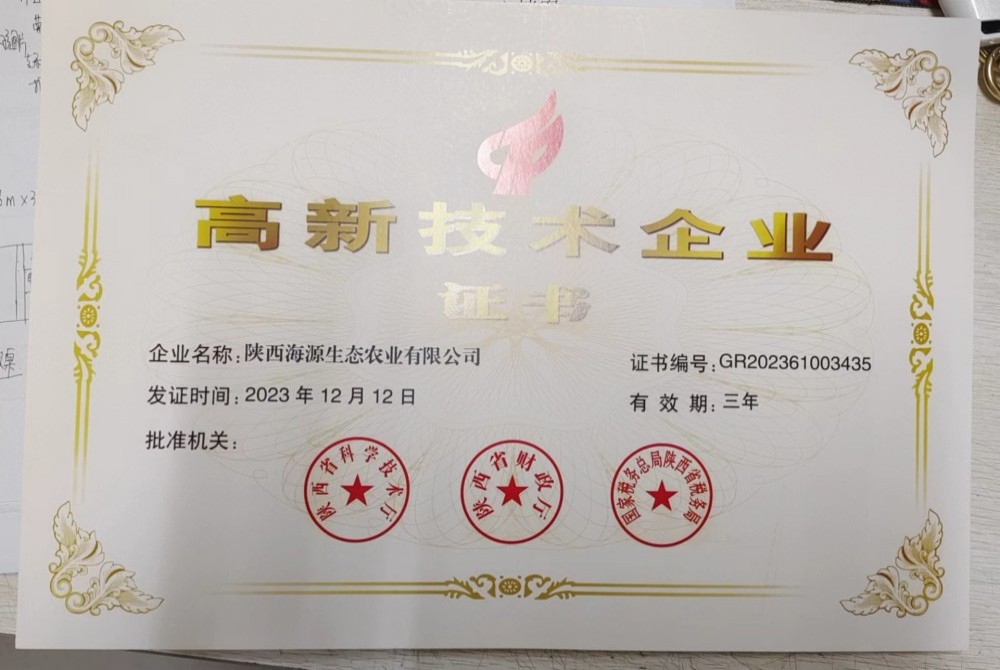 高新技术企业
证书
企业名称:陕西海源生态农业有限公司
证书编号:GR202361003435
发证时间:2023 年 12 月 12 日
有 效 期:三年
批准机关:
陕西省科学技术厅
陕西省财政厅
国家税务总局陕西省税务局